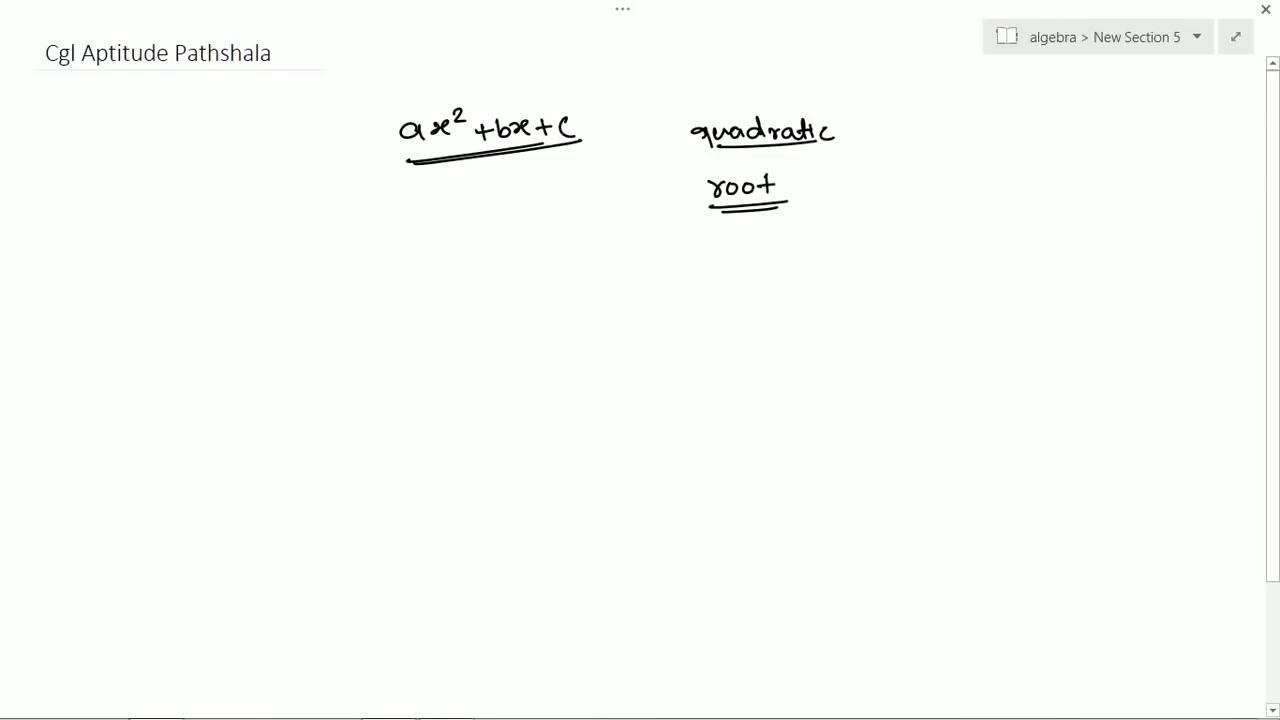 Cgl Aptitude Pathshala
algebra > New Section 5
ax² + bx + c quadratic
root